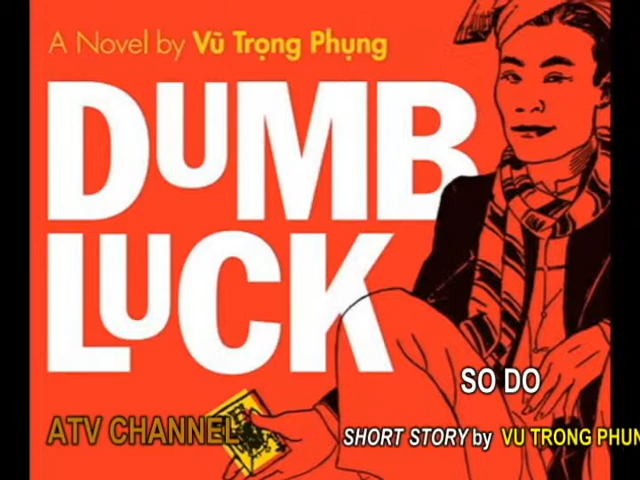 A Novel by Vũ Trọng Phụng
DUMB
LUCK
SO DO
ATV CHANNEL
SHORT STORY by VU TRONG PHUN